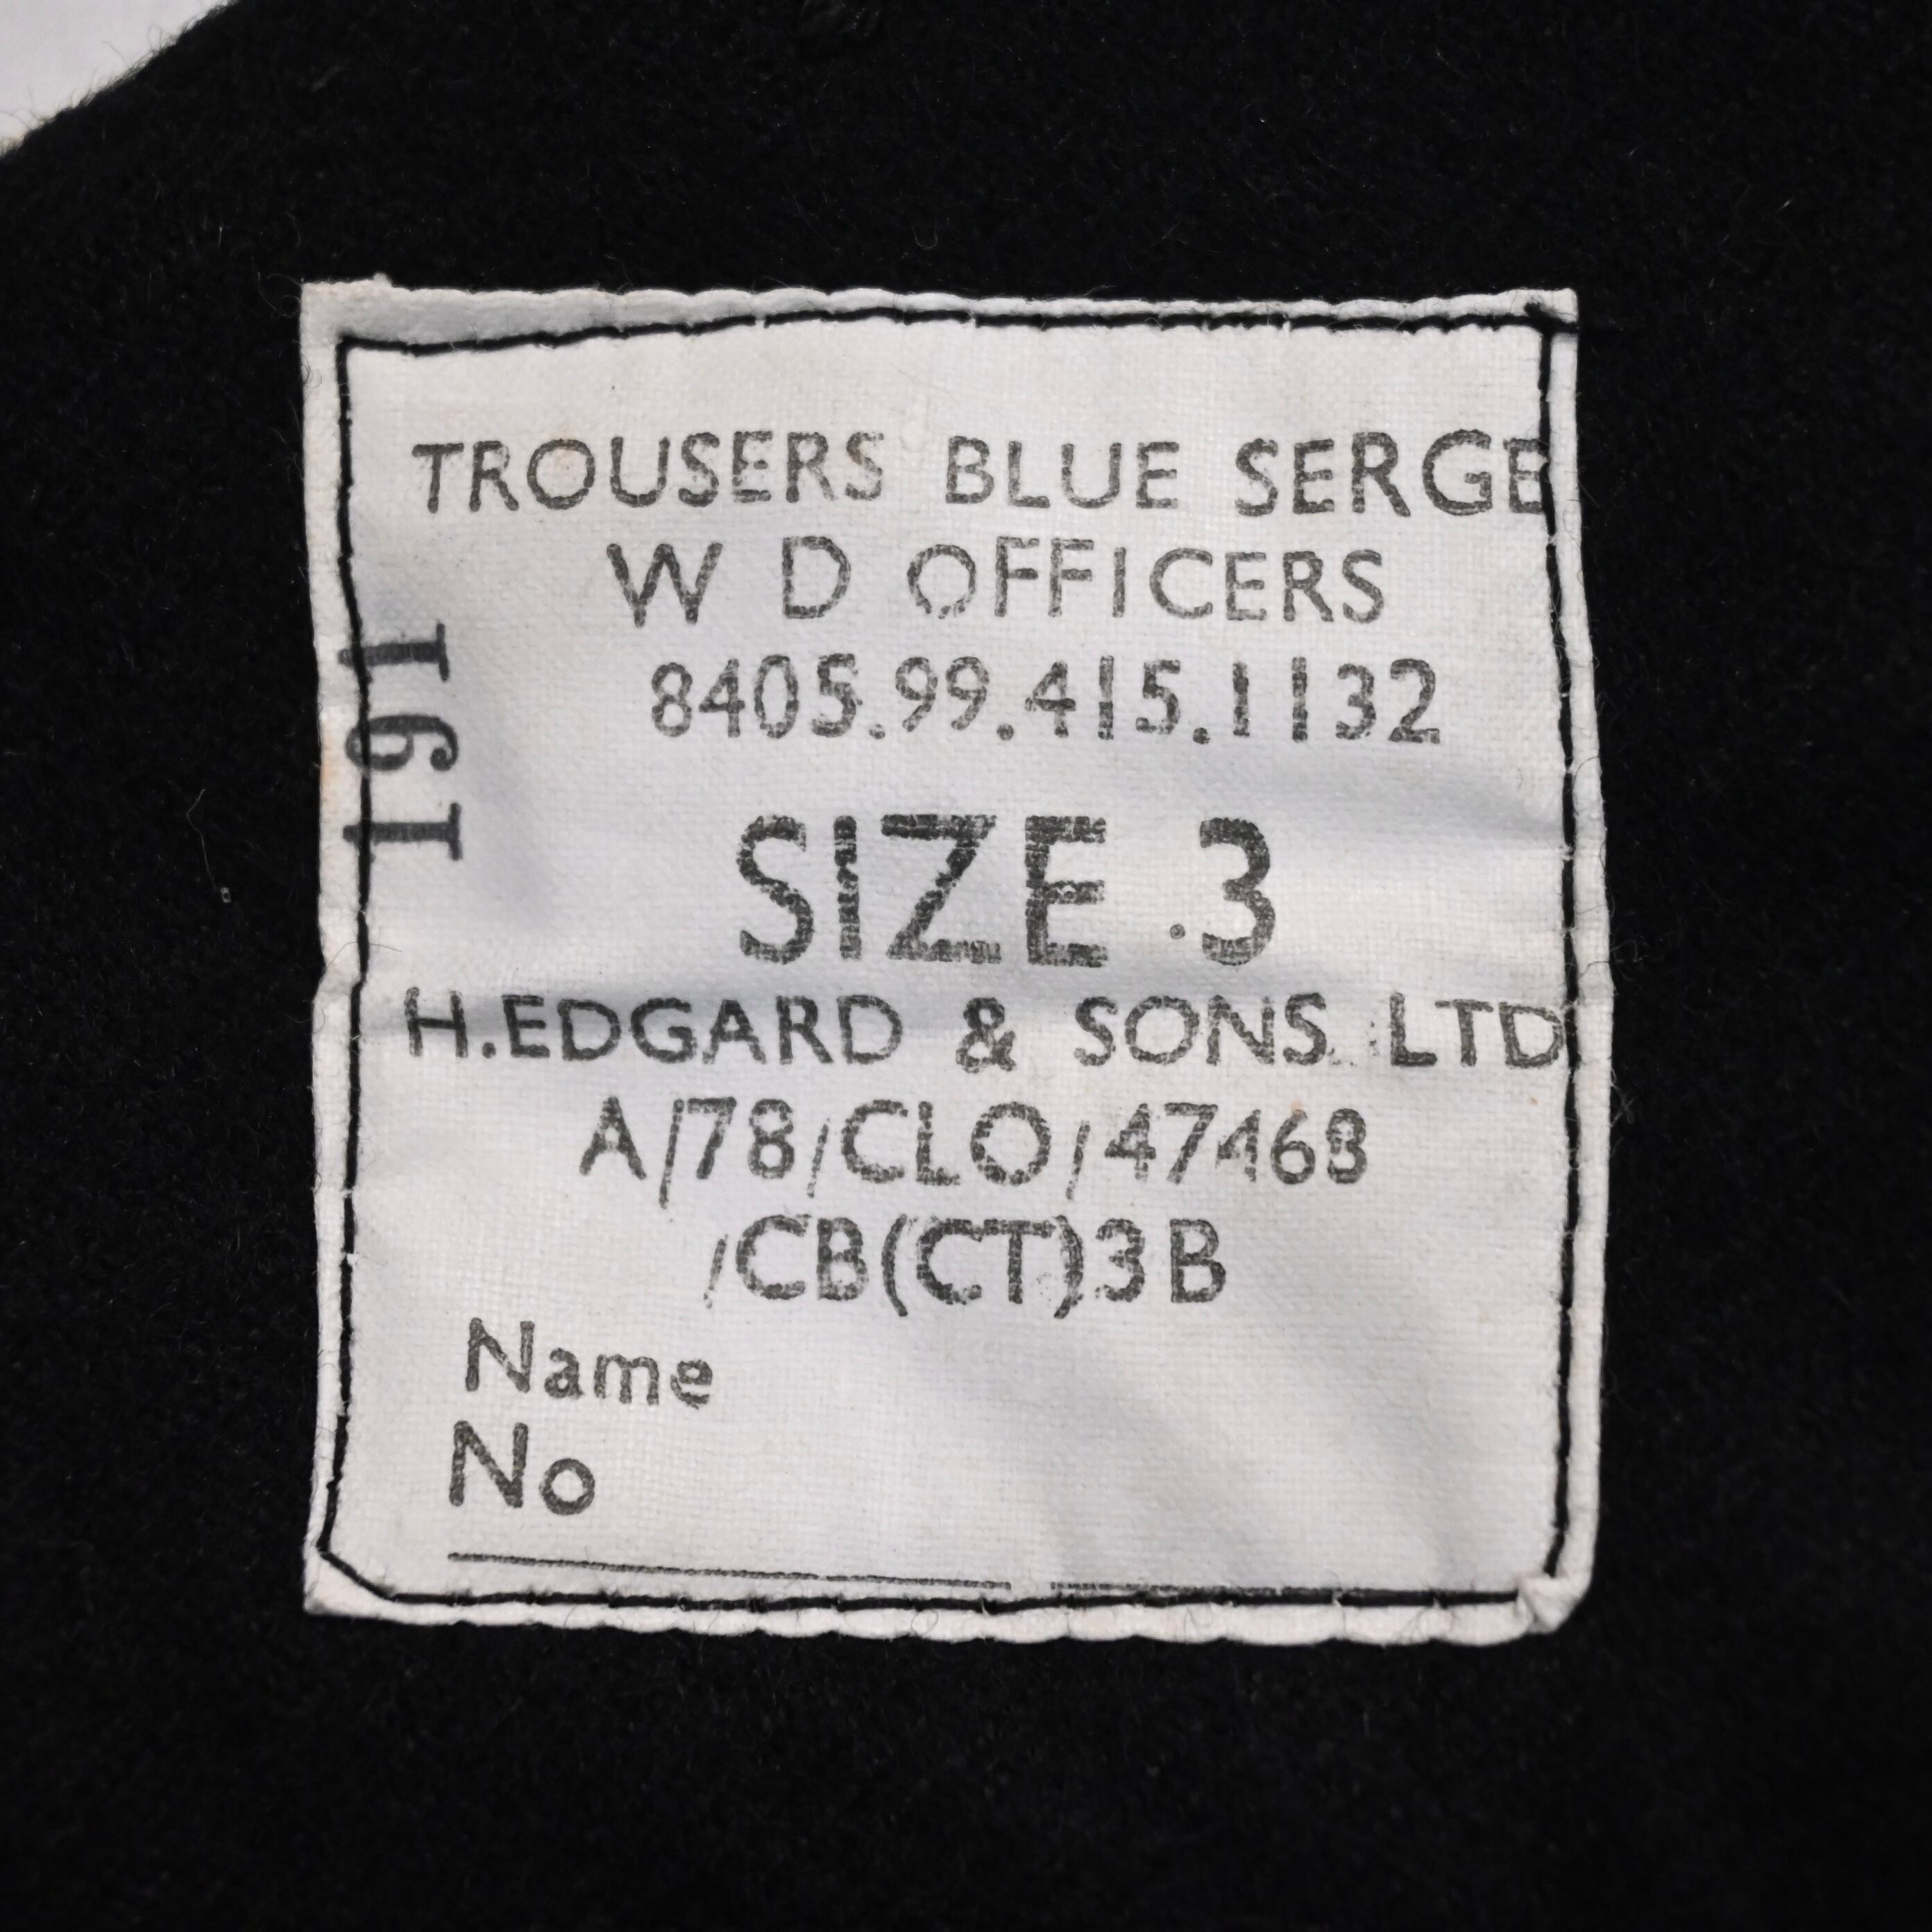 TROUSERS BLUE SERGE
W D OFFICERS
8405.99.415.1132
191
SIZE .3
H.EDGARD & SONS LTD
A/78/CLO/47468
/CB(CT)3B
Name
No